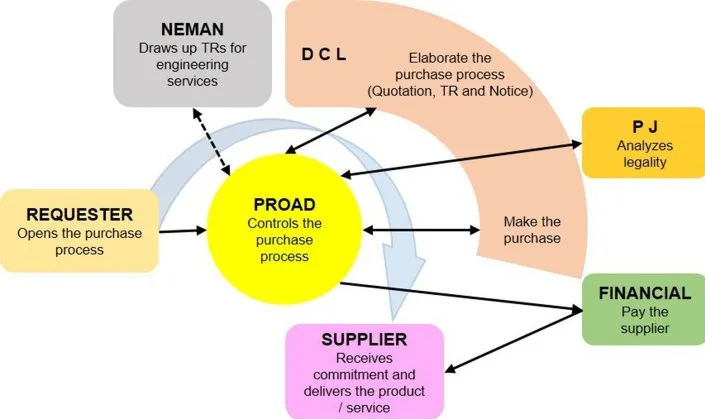 NEMAN
Draws up TRs for
engineering
services
D C L
Elaborate the
purchase process
(Quotation, TR and Notice)
P J
Analyzes
legality
REQUESTER
Opens the purchase
process
PROAD
Controls the
purchase
process
Make the
purchase
FINANCIAL
Pay the
supplier
SUPPLIER
Receives
commitment and
delivers the product
/ service